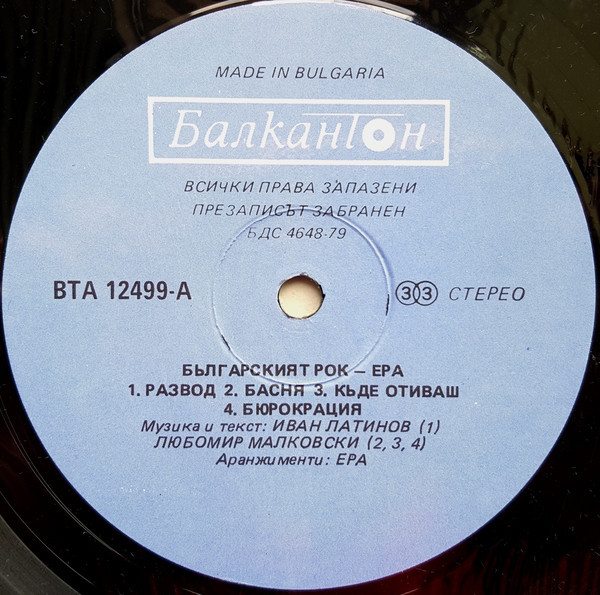 MADE IN BULGARIA
Балкантон
ВСИЧКИ ПРАВА ЗАПАЗЕНИ
ПРЕЗАПИСЪТ ЗАБРАНЕН
БДС 4648-79
ВТА 12499-А
33 СТЕРЕО
БЪЛГАРСКИЯТ РОК – ЕРА
1. РАЗВОД 2. БАСНЯ 3. КЪДЕ ОТИВАШ
4. БЮРОКРАЦИЯ
Музика и текст: ИВАН ЛАТИНОВ (1)
ЛЮБОМИР МАЛКОВСКИ (2, 3, 4)
Аранжименти: ЕРА